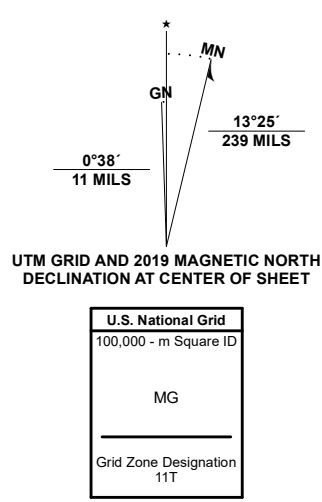 ★
MN
GN
13°25´
239 MILS
0°38´
11 MILS
UTM GRID AND 2019 MAGNETIC NORTH
DECLINATION AT CENTER OF SHEET
U.S. National Grid
100,000 - m Square ID
MG
Grid Zone Designation
11T